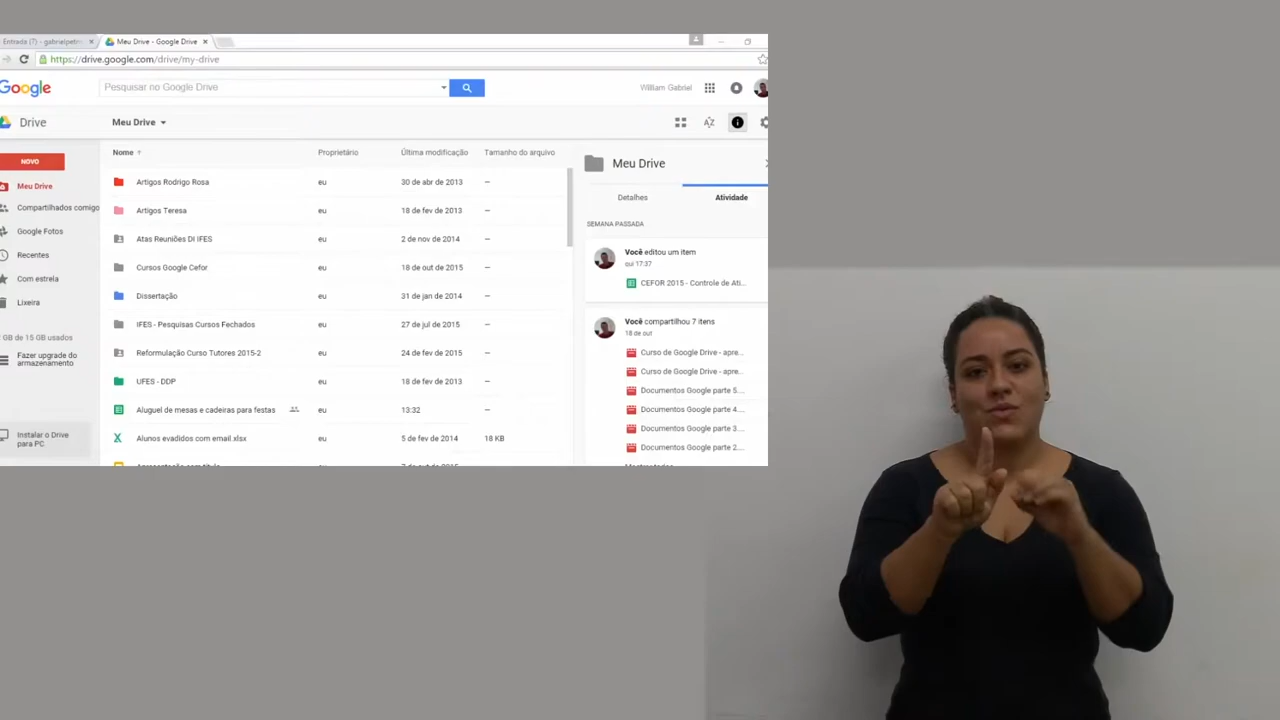 Entrada (7) - gabrielpetri
Meu Drive - Google Drive
https://drive.google.com/drive/my-drive
Google
Pesquisar no Google Drive
William Gabriel
Drive
Meu Drive
NOVO
Meu Drive
Compartilhados comigo
Google Fotos
Recentes
Com estrela
Lixeira
GB de 15 GB usados
Fazer upgrade do
armazenamento
Instalar o Drive
para PC
Nome Proprietário Última modificação Tamanho do arquivo
Artigos Rodrigo Rosa eu 30 de abr de 2013 –
Artigos Teresa eu 18 de fev de 2013 –
Atas Reuniões DI IFES eu 2 de nov de 2014 –
Cursos Google Cefor eu 18 de out de 2015 –
Dissertação eu 31 de jan de 2014 –
IFES - Pesquisas Cursos Fechados eu 27 de jul de 2015 –
Reformulação Curso Tutores 2015-2 eu 24 de fev de 2015 –
UFES - DDP eu 18 de fev de 2013 –
Aluguel de mesas e cadeiras para festas eu 13:32 –
Alunos evadidos com email.xlsx eu 5 de fev de 2014 18 KB
Meu Drive
Detalhes Atividade
SEMANA PASSADA
Você editou um item
qui 17:37
CEFOR 2015 - Controle de Ati...
Você compartilhou 7 itens
18 de out
Curso de Google Drive - apre...
Curso de Google Drive - apre...
Documentos Google parte 5....
Documentos Google parte 4....
Documentos Google parte 3....
Documentos Google parte 2....